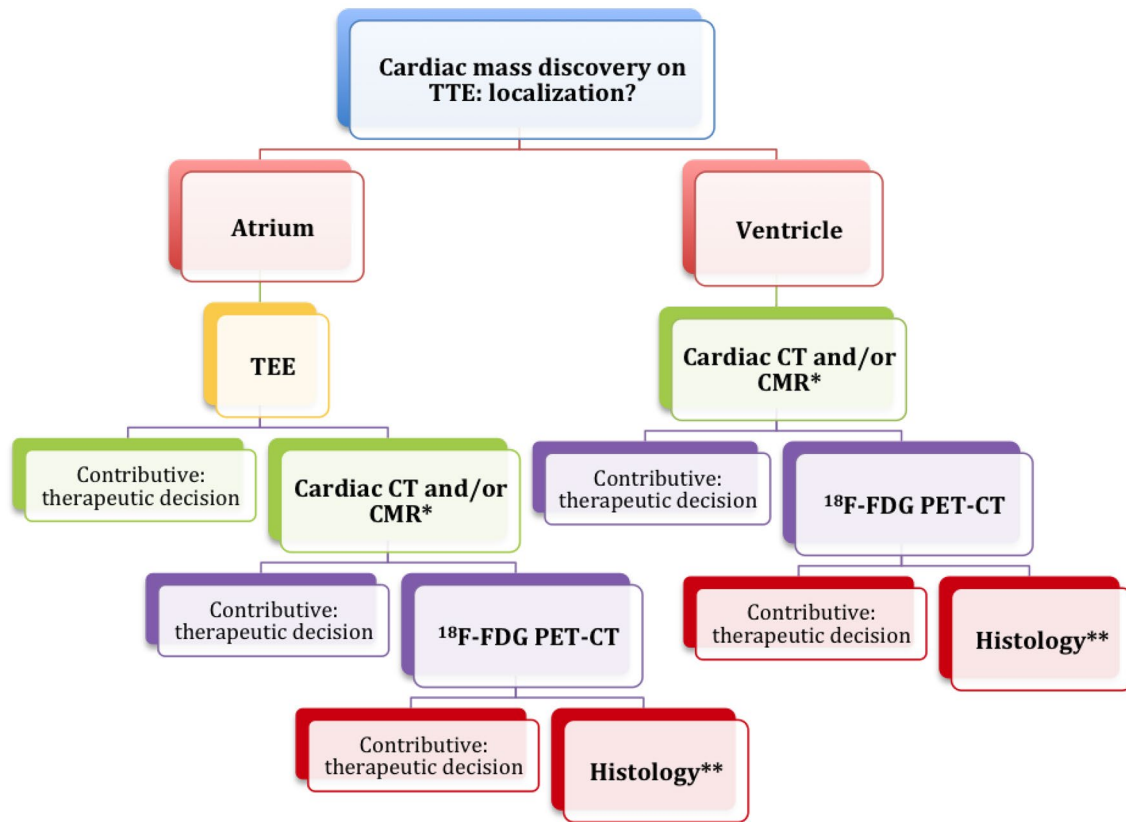 Cardiac mass discovery on
TTE: localization?
Atrium
Ventricle
TEE
Cardiac CT and/or
CMR*
Contributive:
therapeutic decision
Cardiac CT and/or
CMR*
Contributive:
therapeutic decision
¹⁸F-FDG PET-CT
Contributive:
therapeutic decision
¹⁸F-FDG PET-CT
Contributive:
therapeutic decision
Histology**
Contributive:
therapeutic decision
Histology**